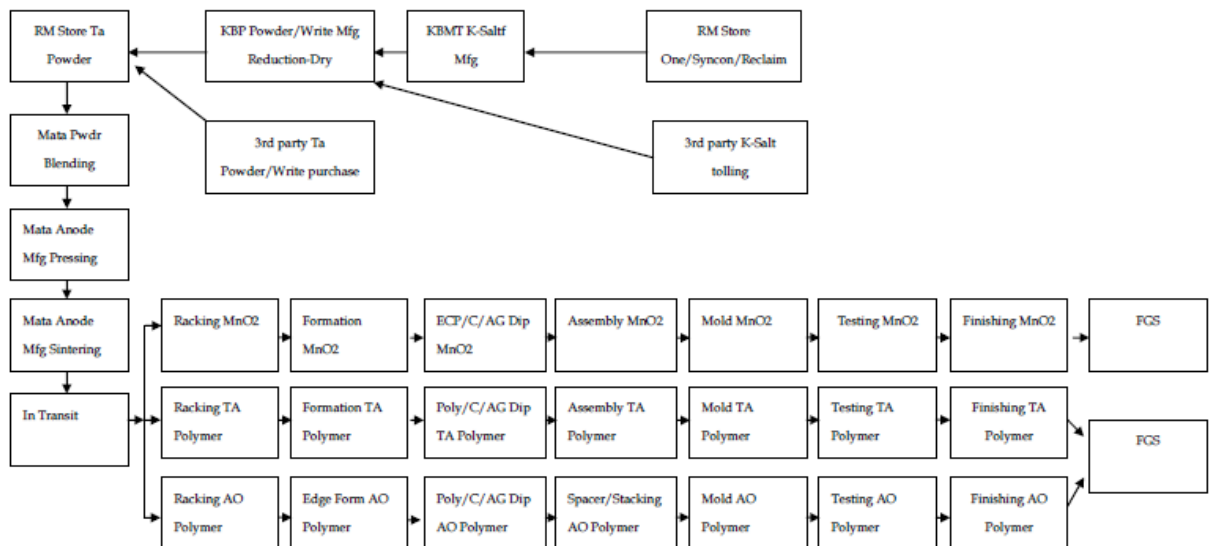 RM Store Ta
Powder
KBP Powder/Write Mfg
Reduction-Dry
KBMT K-Saltf
Mfg
RM Store
One/Syncon/Reclaim
Mata Pwdr
Blending
3rd party Ta
Powder/Write purchase
3rd party K-Salt
tolling
Mata Anode
Mfg Pressing
Mata Anode
Mfg Sintering
Racking MnO2
Formation
MnO2
ECP/C/AG Dip
MnO2
Assembly MnO2
Mold MnO2
Testing MnO2
Finishing MnO2
FGS
In Transit
Racking TA
Polymer
Formation TA
Polymer
Poly/C/AG Dip
TA Polymer
Assembly TA
Polymer
Mold TA
Polymer
Testing TA
Polymer
Finishing TA
Polymer
FGS
Racking AO
Polymer
Edge Form AO
Polymer
Poly/C/AG Dip
AO Polymer
Spacer/Stacking
AO Polymer
Mold AO
Polymer
Testing AO
Polymer
Finishing AO
Polymer